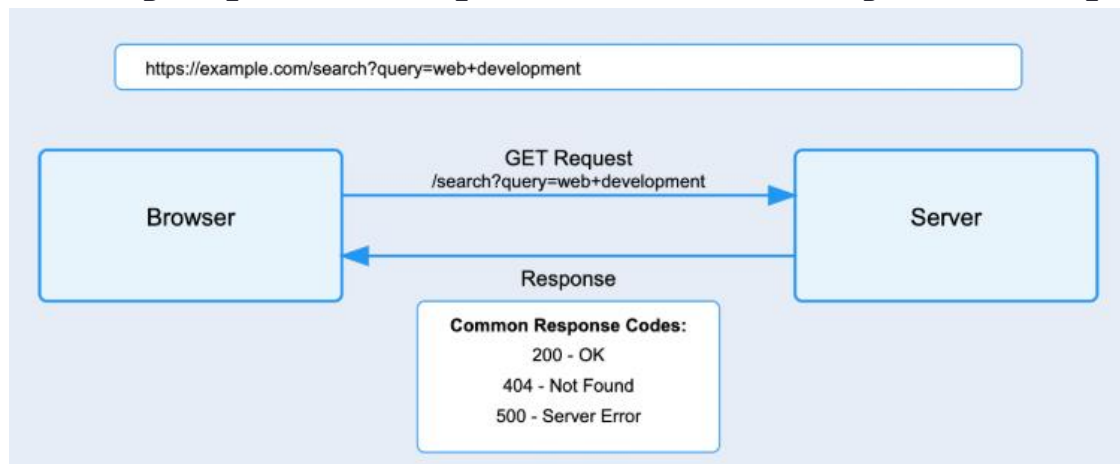 https://example.com/search?query=web+development
GET Request
/search?query=web+development
Browser
Server
Response
Common Response Codes:
200 - OK
404 - Not Found
500 - Server Error